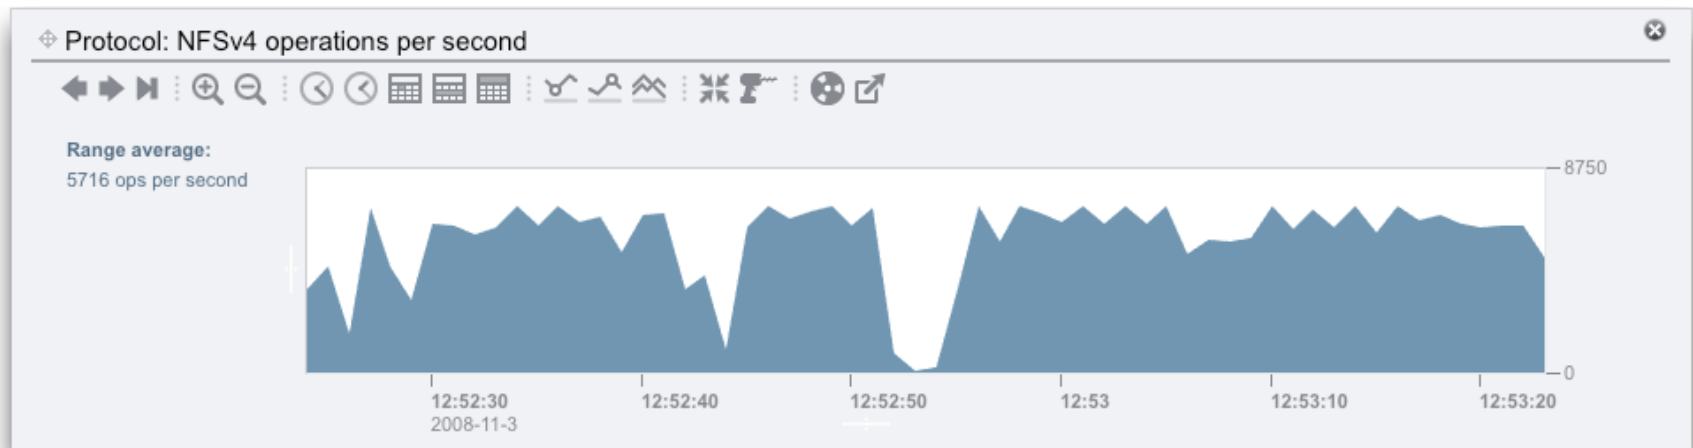 Protocol: NFSv4 operations per second
Range average:
5716 ops per second
8750
0
12:52:30 12:52:40 12:52:50 12:53 12:53:10 12:53:20
2008-11-3